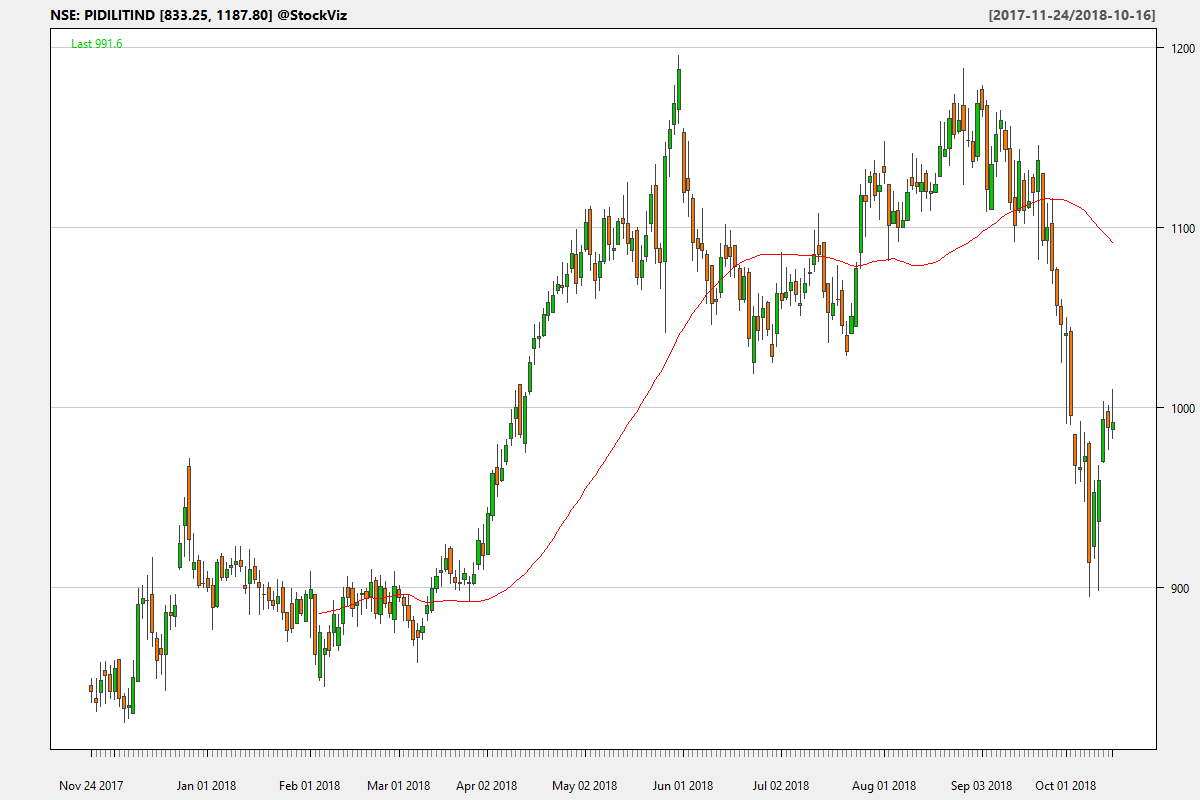 NSE: PIDILITIND [833.25, 1187.80] @StockViz
[2017-11-24/2018-10-16]
Last 991.6
1200
1100
1000
900
Nov 24 2017
Jan 01 2018
Feb 01 2018
Mar 01 2018
Apr 02 2018
May 02 2018
Jun 01 2018
Jul 02 2018
Aug 01 2018
Sep 03 2018
Oct 01 2018